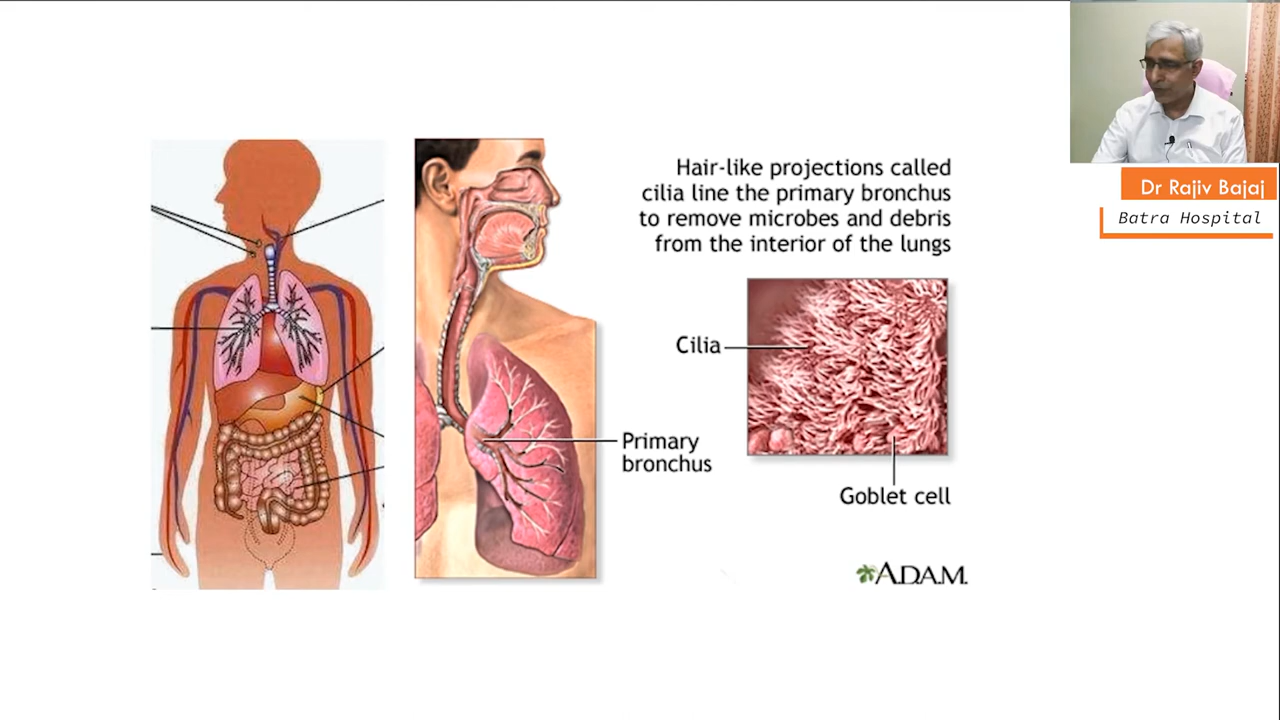 Hair-like projections called
cilia line the primary bronchus
to remove microbes and debris
from the interior of the lungs
Cilia
Primary
bronchus
Goblet cell
A.D.A.M.
Dr Rajiv Bajaj
Batra Hospital